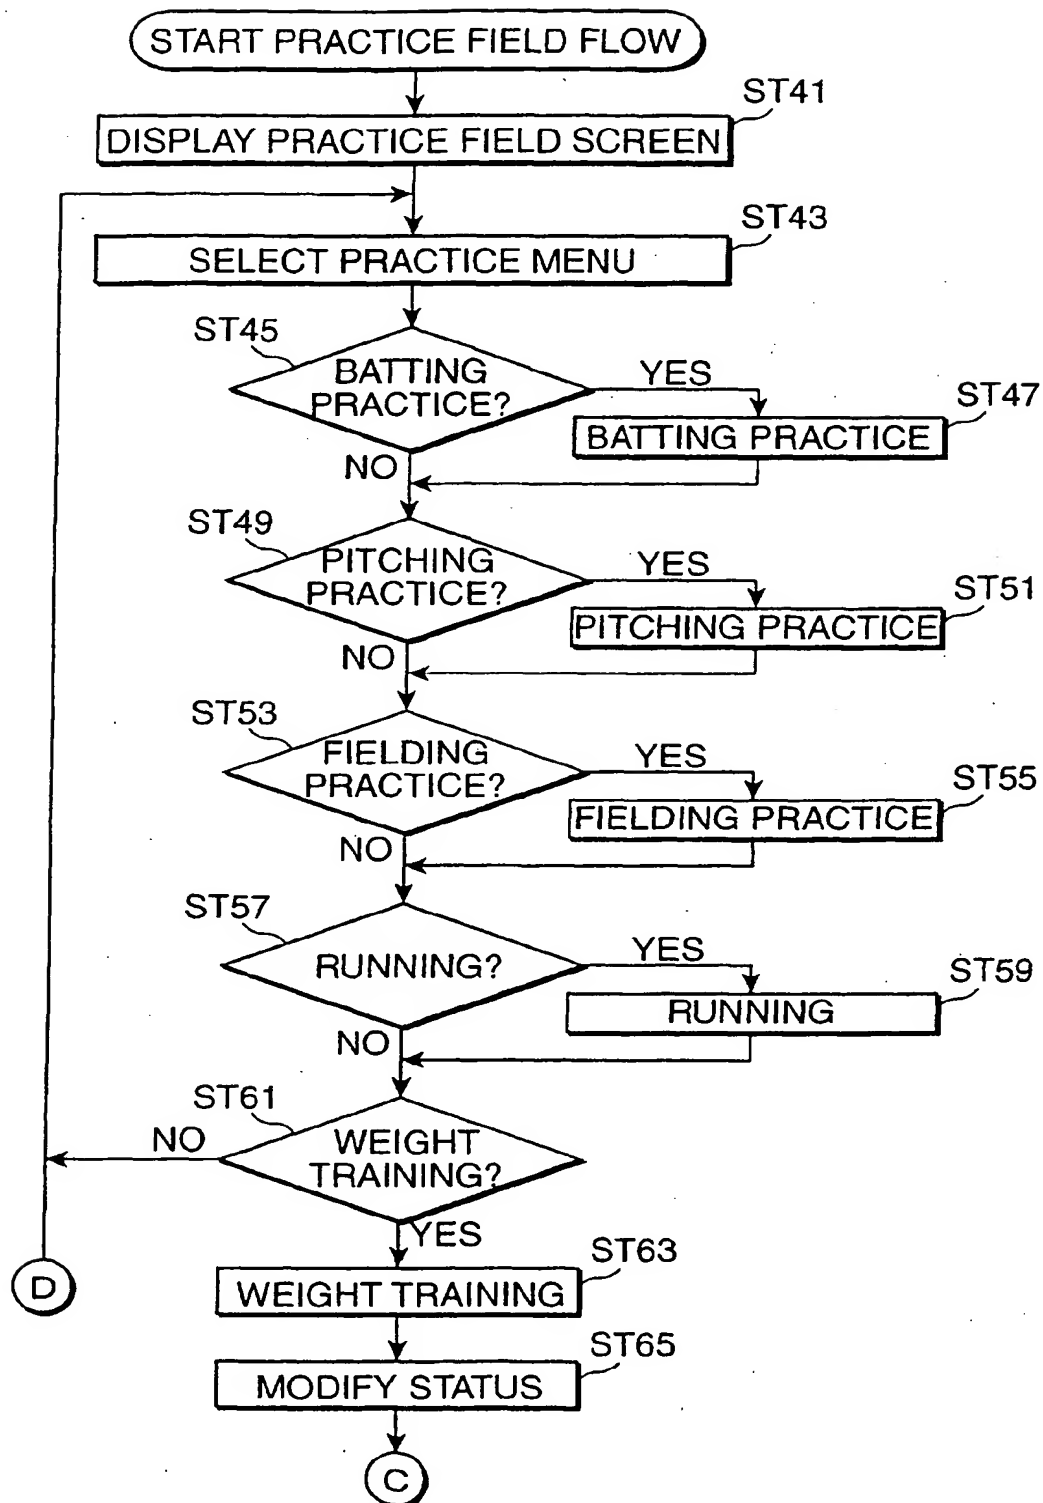 START PRACTICE FIELD FLOW
ST41
DISPLAY PRACTICE FIELD SCREEN
ST43
SELECT PRACTICE MENU
ST45
BATTING
PRACTICE?
YES
ST47
BATTING PRACTICE
NO
ST49
PITCHING
PRACTICE?
YES
ST51
PITCHING PRACTICE
NO
ST53
FIELDING
PRACTICE?
YES
ST55
FIELDING PRACTICE
NO
ST57
RUNNING?
YES
ST59
RUNNING
NO
ST61
WEIGHT
TRAINING?
NO
YES
D
ST63
WEIGHT TRAINING
ST65
MODIFY STATUS
C